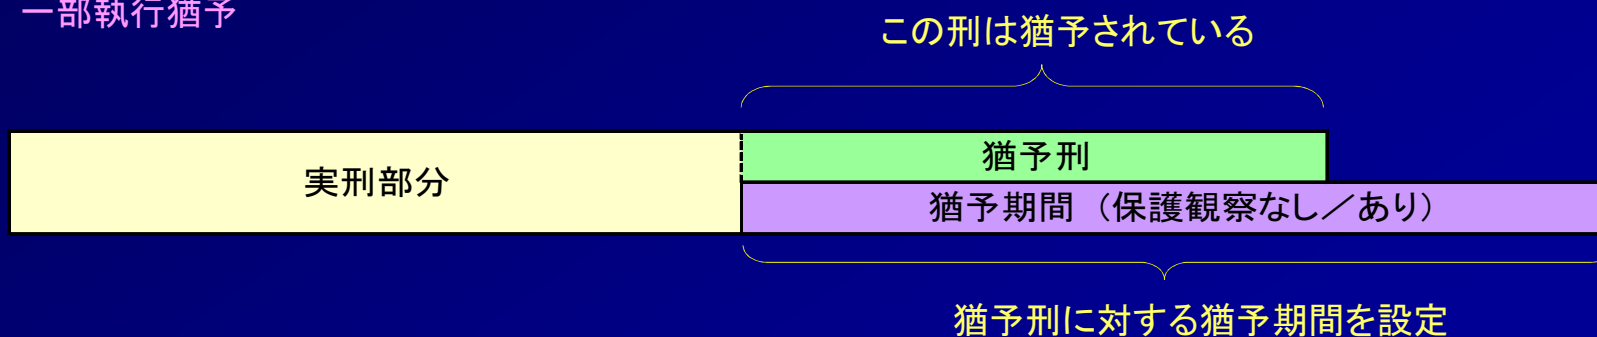 一部執行猶予
この刑は猶予されている
実刑部分
猶予刑
猶予期間（保護観察なし／あり）
猶予刑に対する猶予期間を設定